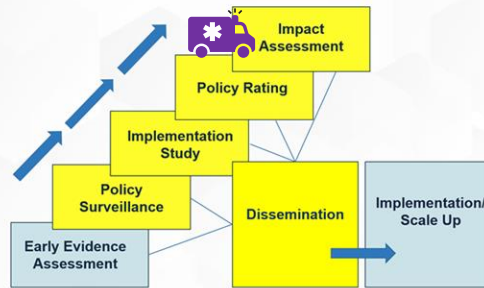 Impact
Assessment
Policy Rating
Implementation
Study
Policy
Surveillance
Early Evidence
Assessment
Dissemination
Implementation/
Scale Up